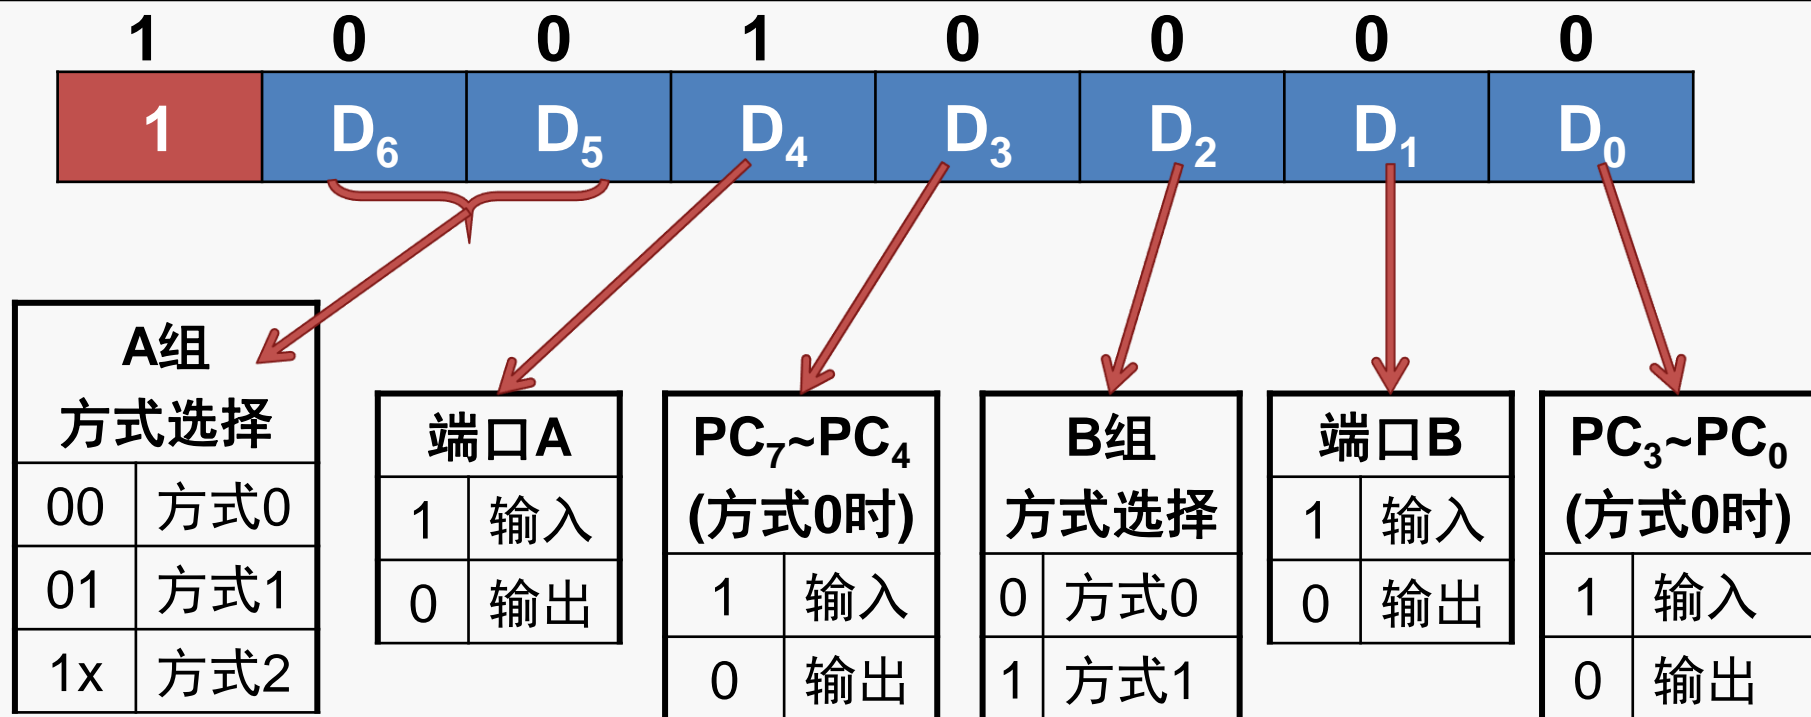 1 0 0 1 0 0 0 0
1 D6 D5 D4 D3 D2 D1 D0
A组
方式选择
00 方式0
01 方式1
1x 方式2
端口A
1 输入
0 输出
PC7~PC4
(方式0时)
1 输入
0 输出
B组
方式选择
0 方式0
1 方式1
端口B
1 输入
0 输出
PC3~PC0
(方式0时)
1 输入
0 输出